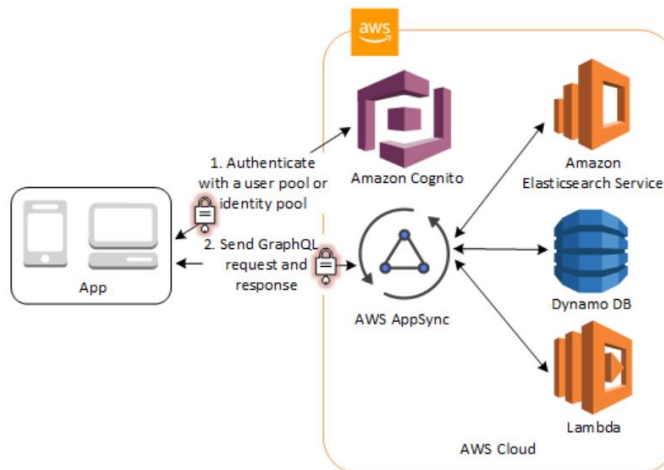 aws
1. Authenticate
with a user pool or
identity pool
Amazon Cognito
Amazon
Elasticsearch Service
App
2. Send GraphQL
request and
response
AWS AppSync
Dynamo DB
Lambda
AWS Cloud